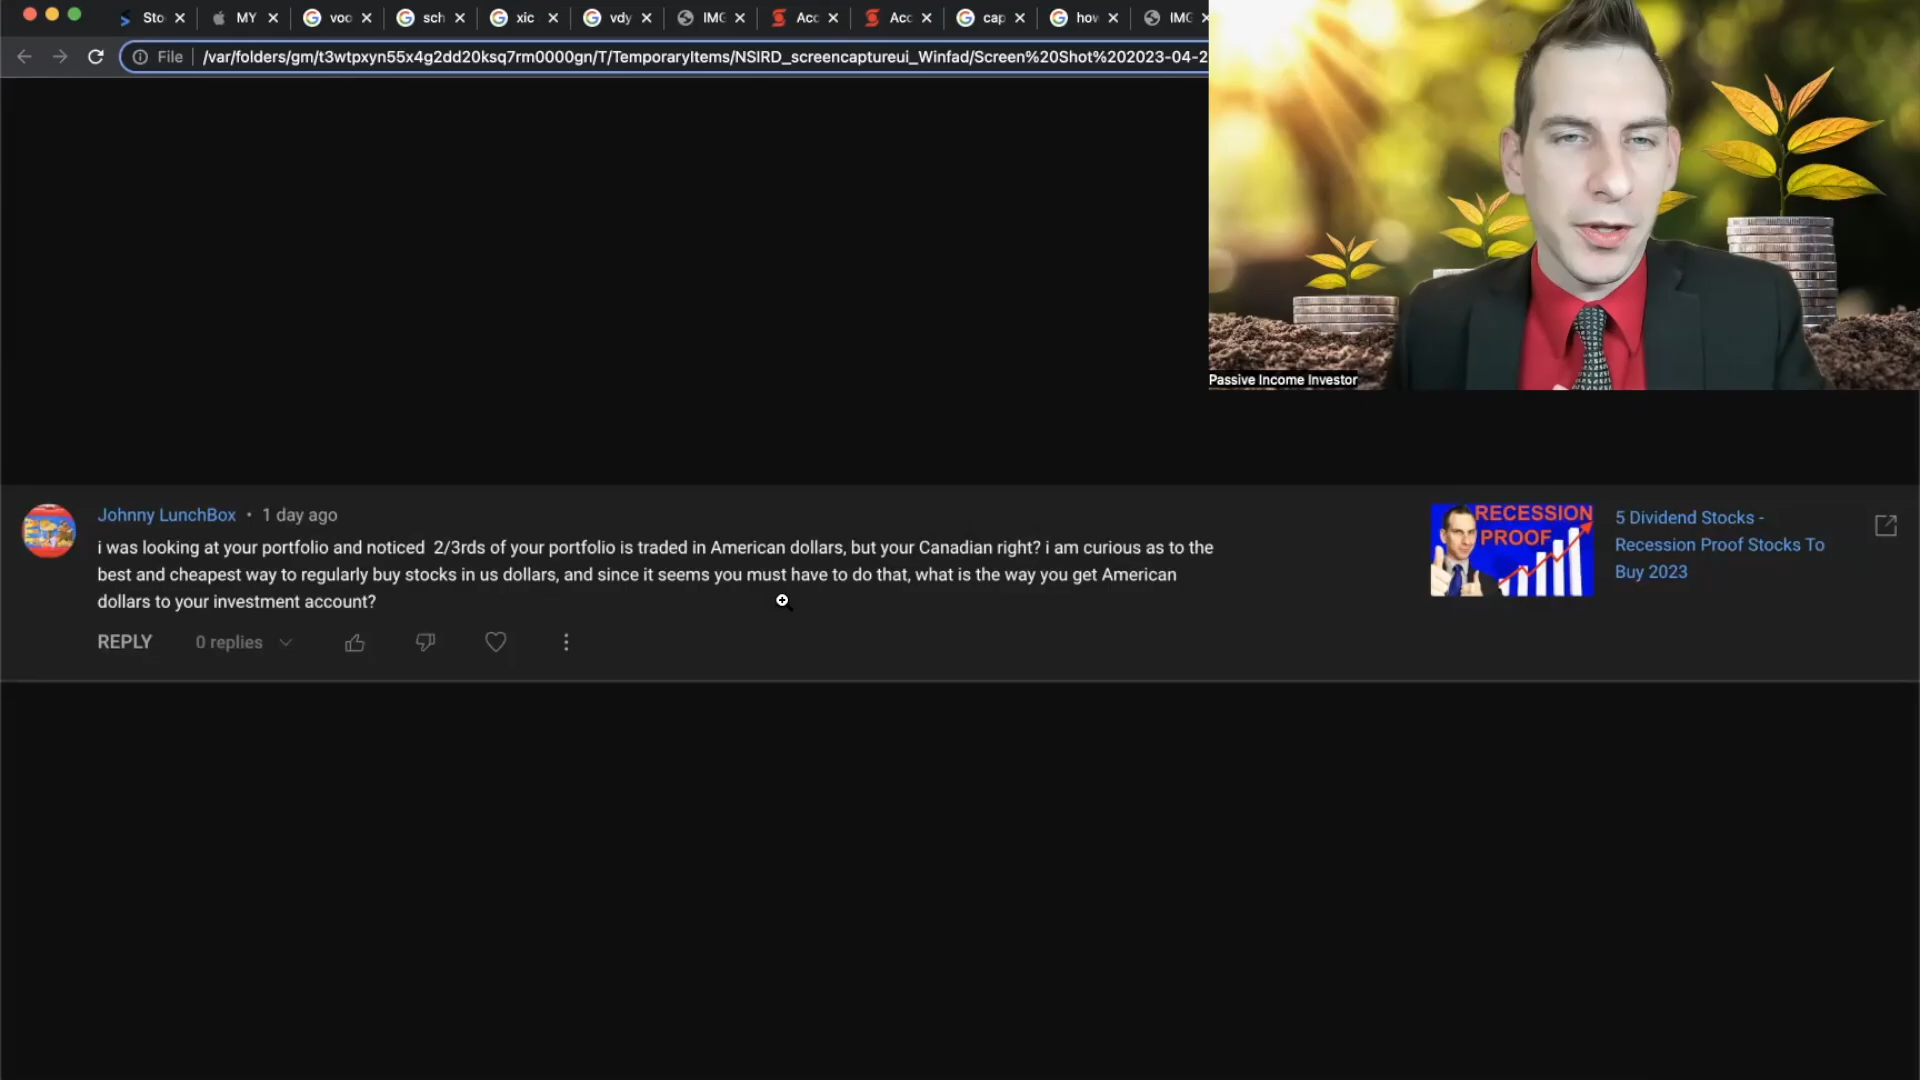 Sto
MY
voo
sch
xic
vdy
IMG
Acc
Acc
cap
how
IMG
File
/var/folders/gm/t3wtpxyn55x4g2dd20ksq7rm0000gn/T/TemporaryItems/NSIRD_screencaptureui_Winfad/Screen%20Shot%202023-04-2
Passive Income Investor
Johnny LunchBox • 1 day ago
i was looking at your portfolio and noticed 2/3rds of your portfolio is traded in American dollars, but your Canadian right? i am curious as to the
best and cheapest way to regularly buy stocks in us dollars, and since it seems you must have to do that, what is the way you get American
dollars to your investment account?
REPLY 0 replies
RECESSION
PROOF
5 Dividend Stocks -
Recession Proof Stocks To
Buy 2023